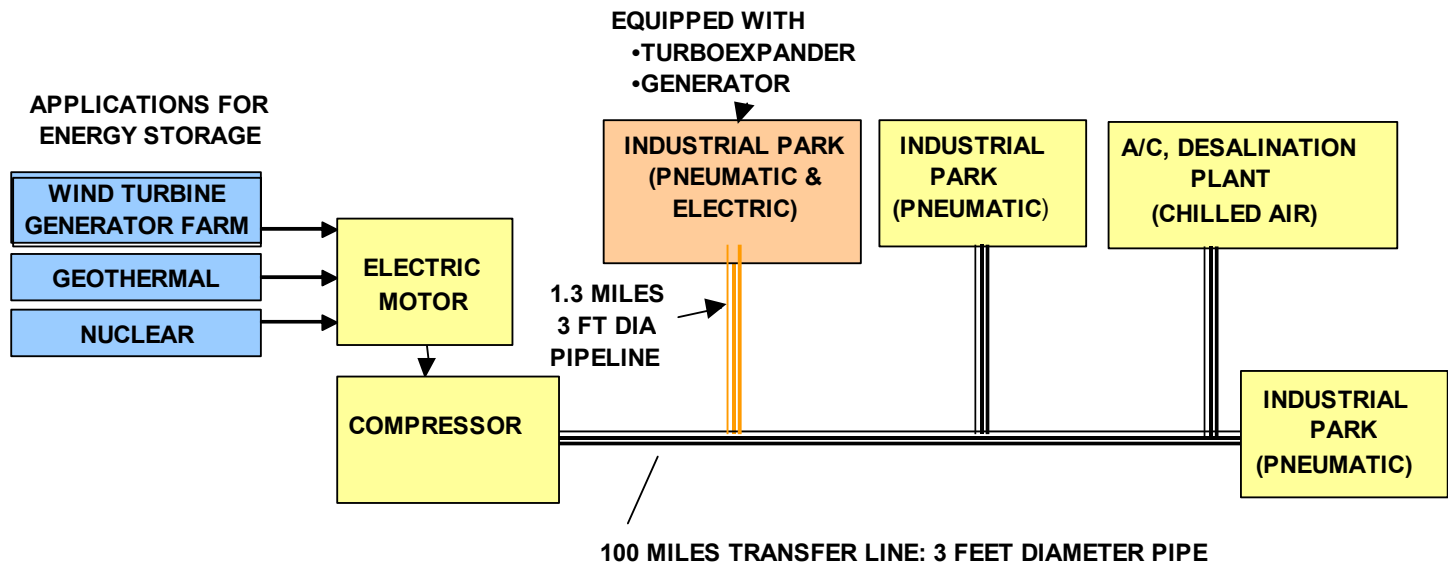 EQUIPPED WITH
•TURBOEXPANDER
•GENERATOR
APPLICATIONS FOR
ENERGY STORAGE
WIND TURBINE
GENERATOR FARM
GEOTHERMAL
NUCLEAR
ELECTRIC
MOTOR
COMPRESSOR
INDUSTRIAL PARK
(PNEUMATIC &
ELECTRIC)
INDUSTRIAL
PARK
(PNEUMATIC)
A/C, DESALINATION
PLANT
(CHILLED AIR)
1.3 MILES
3 FT DIA
PIPELINE
INDUSTRIAL
PARK
(PNEUMATIC)
100 MILES TRANSFER LINE: 3 FEET DIAMETER PIPE